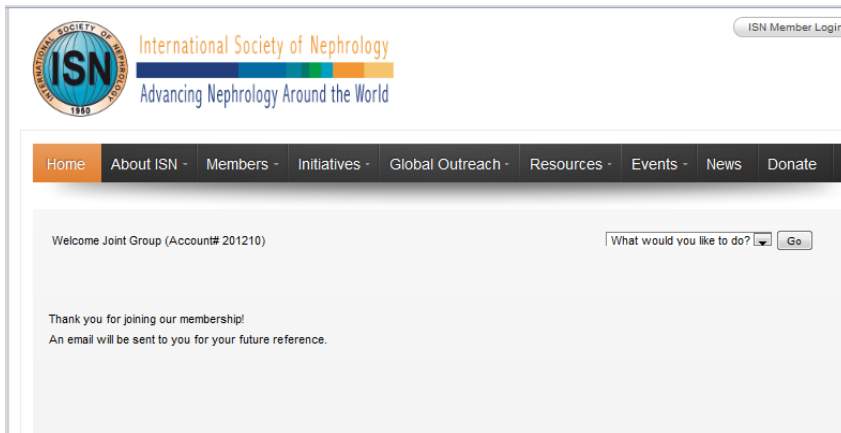 ISN Member Login
INTERNATIONAL SOCIETY OF NEPHROLOGY
ISN
1960
International Society of Nephrology
Advancing Nephrology Around the World
Home About ISN - Members - Initiatives - Global Outreach - Resources - Events - News Donate
Welcome Joint Group (Account# 201210)
What would you like to do? Go
Thank you for joining our membership!
An email will be sent to you for your future reference.